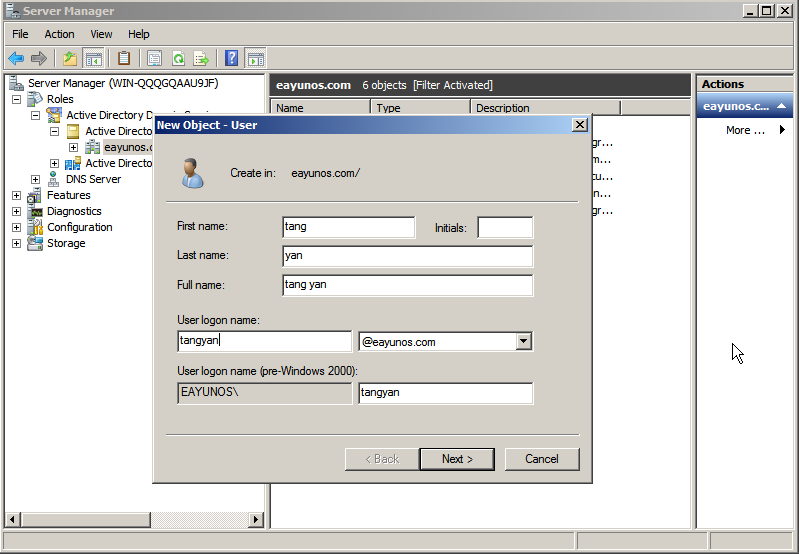 Server Manager
File Action View Help
Server Manager (WIN-QQQGQAAU9JF)
Roles
Active Directory
Active Directo
eayunos.c
Active Directo
DNS Server
Features
Diagnostics
Configuration
Storage
eayunos.com 6 objects [Filter Activated]
Name Type Description
gr...
m...
cu...
n...
gr...
Actions
eayunos.c...
More ...
New Object - User
Create in: eayunos.com/
First name: tang Initials:
Last name: yan
Full name: tang yan
User logon name:
tangyan @eayunos.com
User logon name (pre-Windows 2000):
EAYUNOS\ tangyan
< Back Next > Cancel